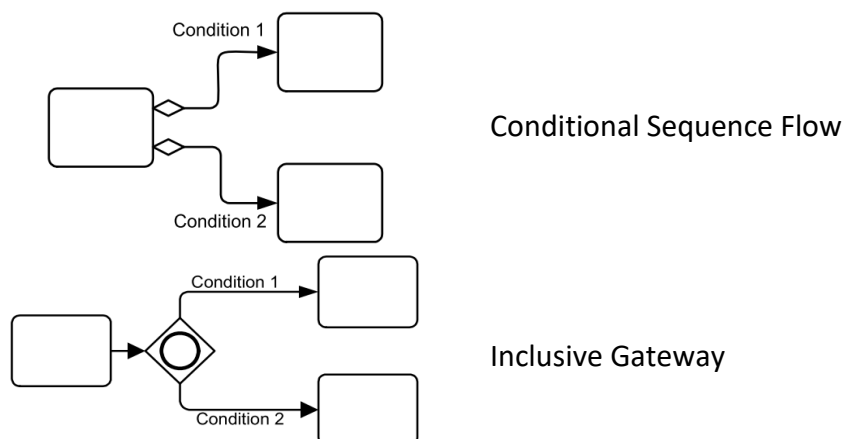 Condition 1
Conditional Sequence Flow
Condition 2
Condition 1
Inclusive Gateway
Condition 2